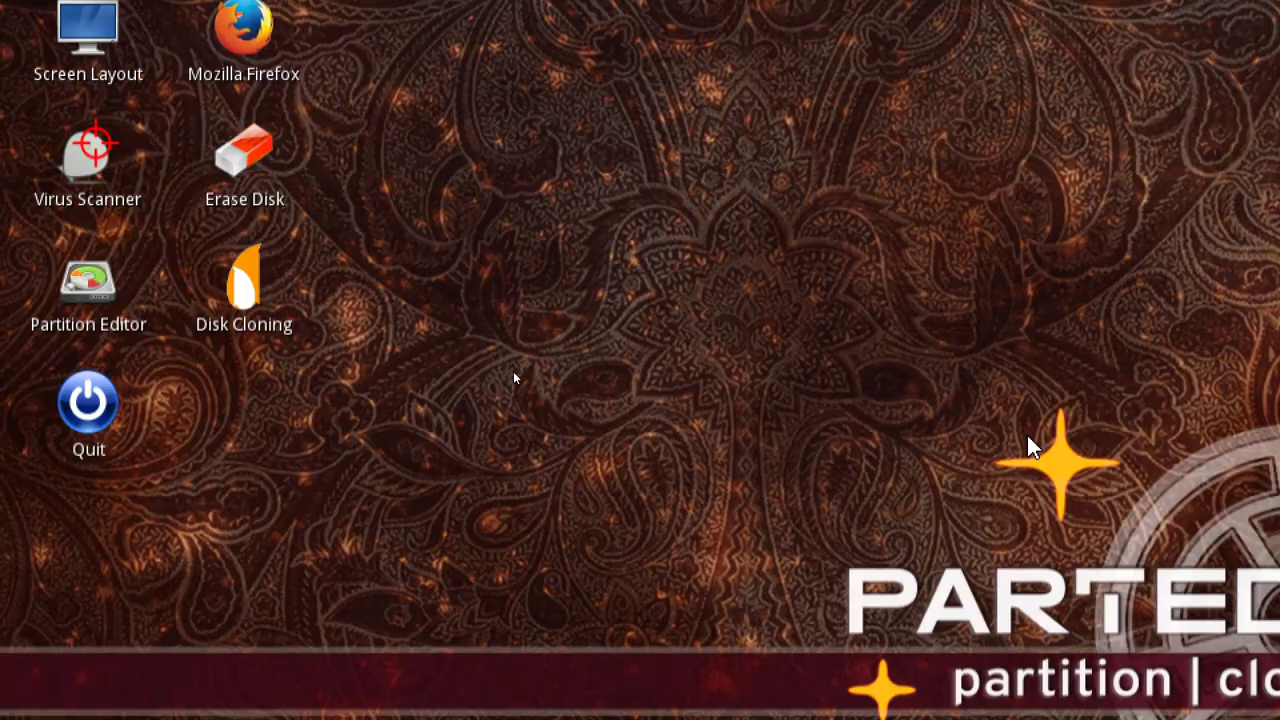 Screen Layout
Mozilla Firefox
Virus Scanner
Erase Disk
Partition Editor
Disk Cloning
Quit
PARTED
partition | clo